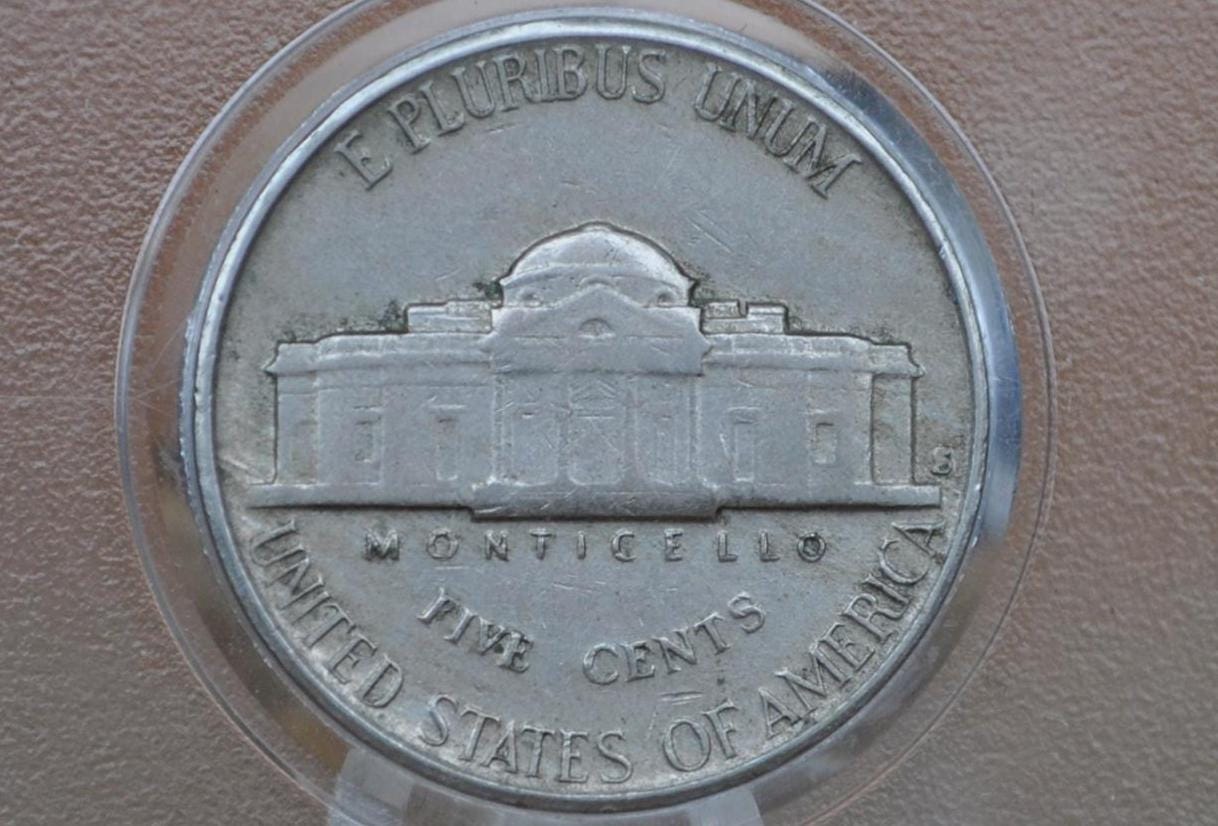 E PLURIBUS UNUM
S
MONTICELLO
FIVE CENTS
UNITED STATES OF AMERICA